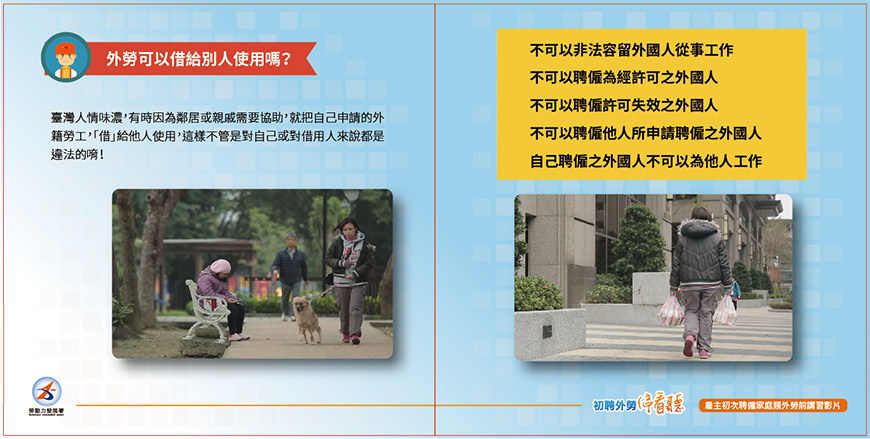 外勞可以借給別人使用嗎?
臺灣人情味濃,有時因為鄰居或親戚需要協助,就把自己申請的外
籍勞工,「借」給他人使用,這樣不管是對自己或對借用人來說都是
違法的唷!
不可以非法容留外國人從事工作
不可以聘僱為經許可之外國人
不可以聘僱許可失效之外國人
不可以聘僱他人所申請聘僱之外國人
自己聘僱之外國人不可以為他人工作
勞動力發展署
初聘外勞停看聽
雇主初次聘僱家庭類外勞前講習影片